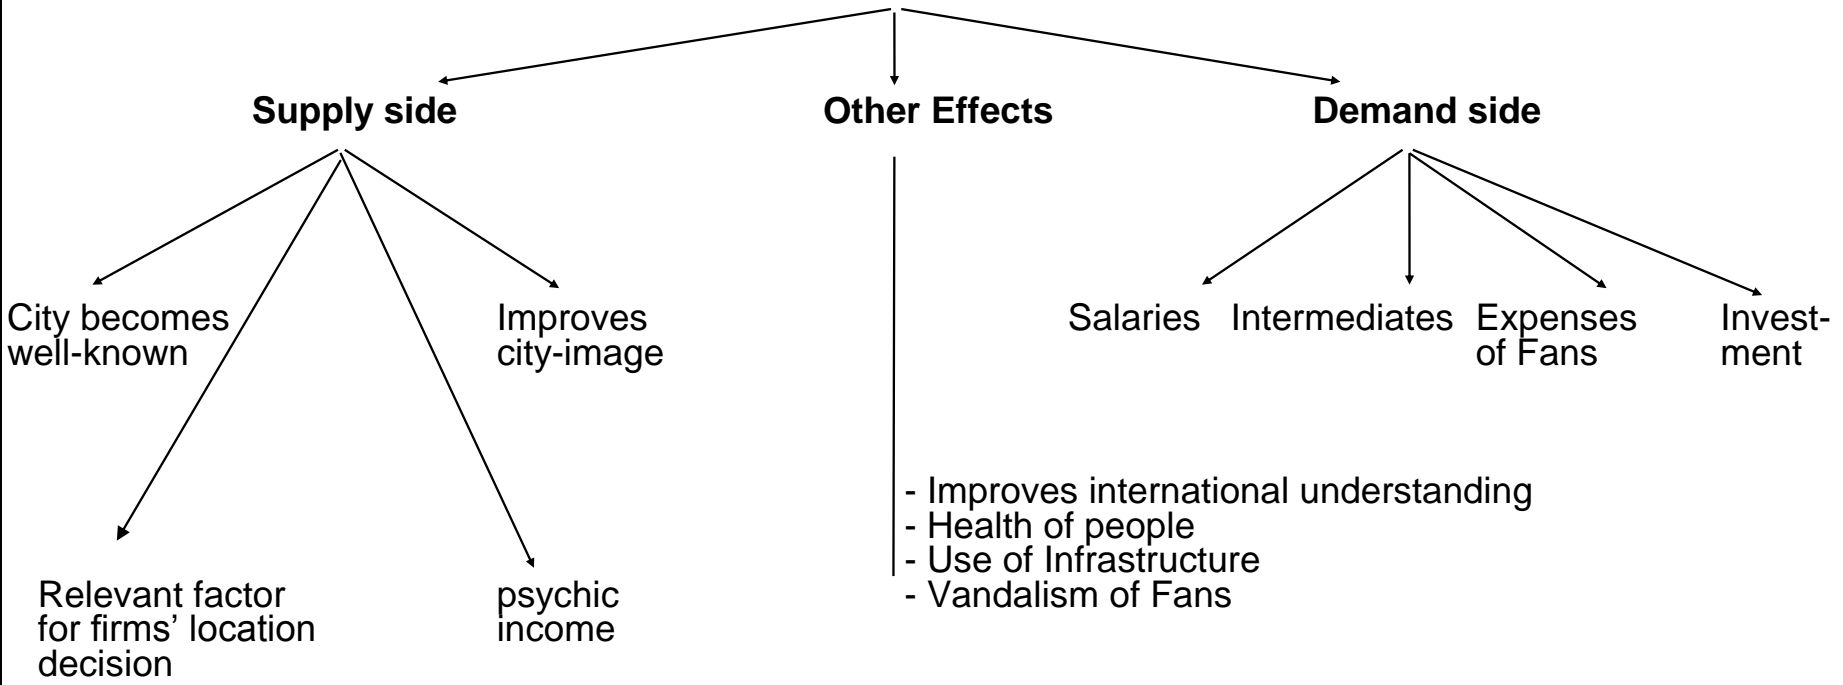 Supply side
Other Effects
Demand side
City becomes
well-known
Improves
city-image
Salaries
Intermediates
Expenses
of Fans
Invest-
ment
- Improves international understanding
- Health of people
- Use of Infrastructure
- Vandalism of Fans
Relevant factor
for firms’ location
decision
psychic
income